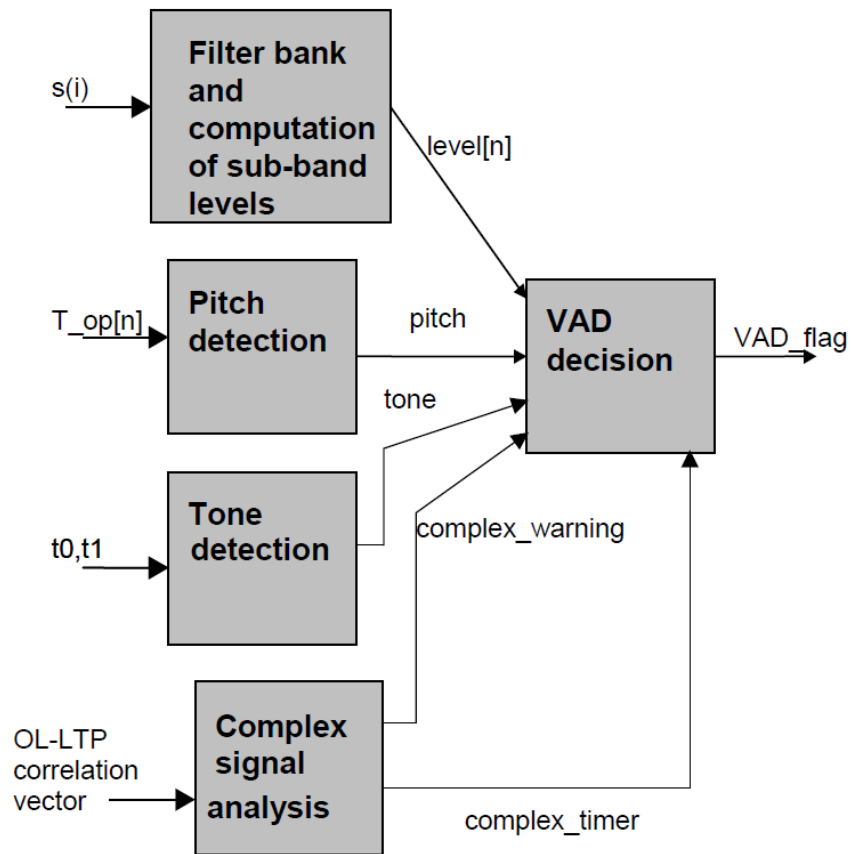 s(i)
Filter bank
and
computation
of sub-band
levels
level[n]
T_op[n]
Pitch
detection
pitch
VAD
decision
VAD_flag
tone
t0,t1
Tone
detection
complex_warning
OL-LTP
correlation
vector
Complex
signal
analysis
complex_timer